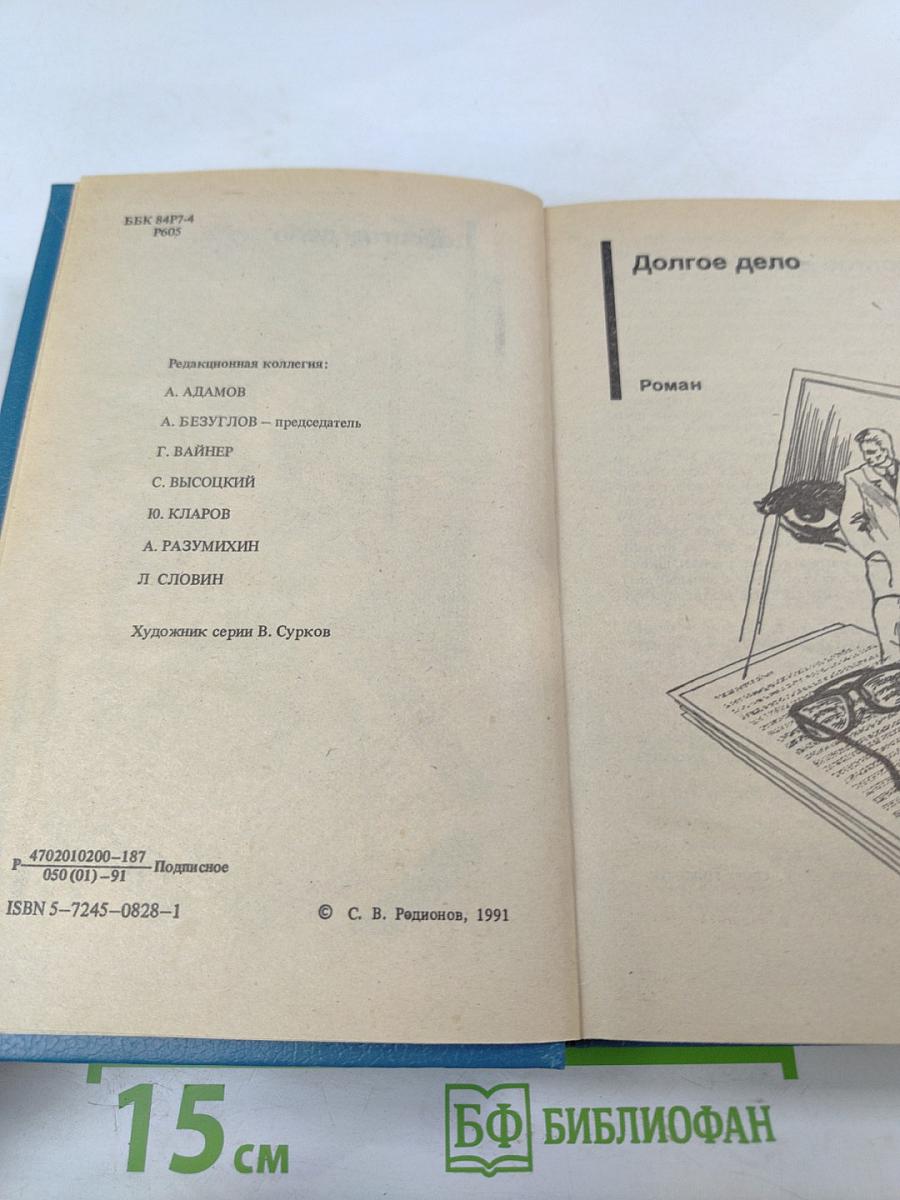 ББК 84Р7-4
Р605
Редакционная коллегия:
А. АДАМОВ
А. БЕЗУГЛОВ – председатель
Г. ВАЙНЕР
С. ВЫСОЦКИЙ
Ю. КЛАРОВ
А. РАЗУМИХИН
Л СЛОВИН
Художник серии В. Сурков
Р 4702010200–187
050 (01) –91 Подписное
ISBN 5–7245–0828–1
© С. В. Родионов, 1991
Долгое дело
Роман
15 см
БФ БИБЛИОФАН